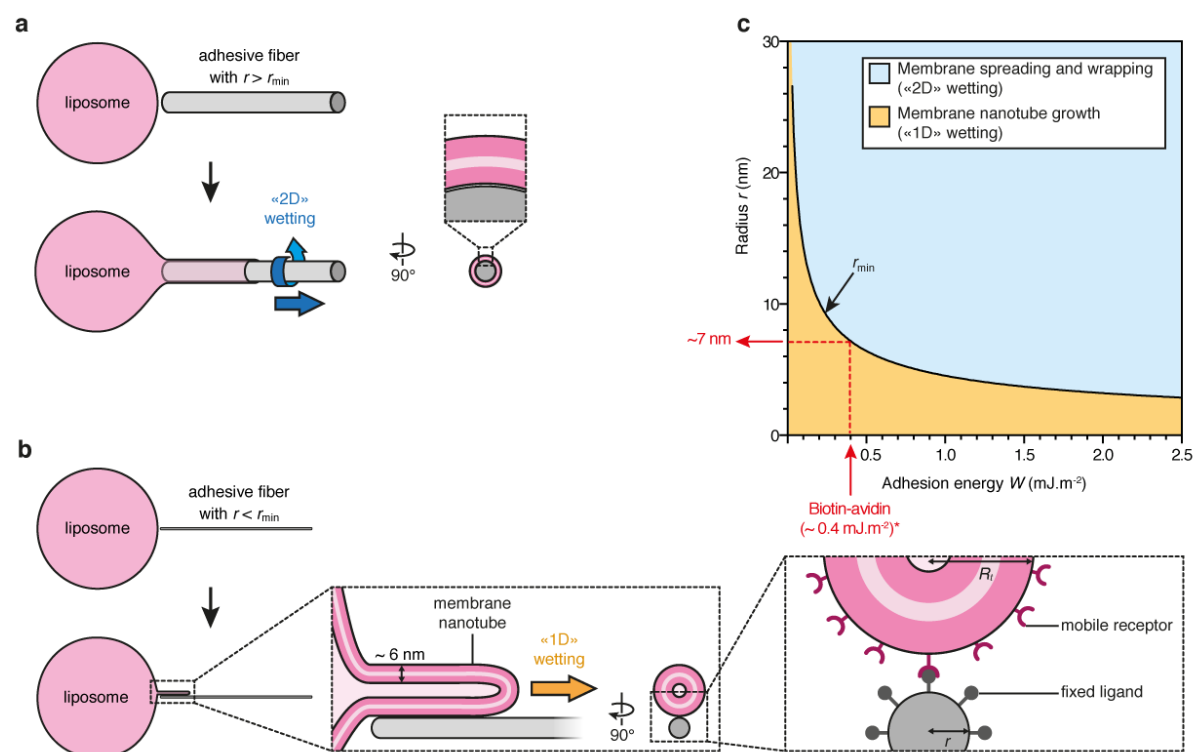 a
liposome
adhesive fiber
with r > rmin
liposome
«2D»
wetting
90°
b
liposome
adhesive fiber
with r < rmin
liposome
~ 6 nm
membrane
nanotube
«1D»
wetting
90°
c
30
20
10
0
Radius r (nm)
Membrane spreading and wrapping
(«2D» wetting)
Membrane nanotube growth
(«1D» wetting)
rmin
~7 nm
0.5
1.0
1.5
2.0
2.5
Adhesion energy W (mJ.m-2)
Biotin-avidin
(~ 0.4 mJ.m-2)*
Rt
mobile receptor
fixed ligand
r